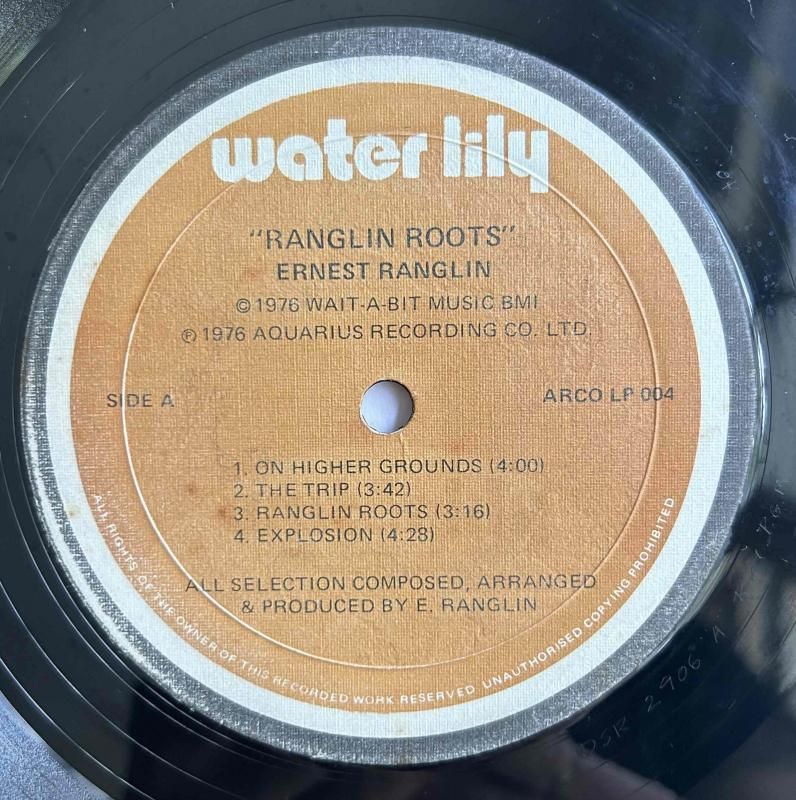 water lily
"RANGLIN ROOTS"
ERNEST RANGLIN
© 1976 WAIT-A-BIT MUSIC BMI
℗ 1976 AQUARIUS RECORDING CO. LTD.
SIDE A
ARCO LP 004
1. ON HIGHER GROUNDS (4:00)
2. THE TRIP (3:42)
3. RANGLIN ROOTS (3:16)
4. EXPLOSION (4:28)
ALL SELECTION COMPOSED, ARRANGED
& PRODUCED BY E. RANGLIN
ALL RIGHTS OF THE OWNER OF THIS RECORDED WORK RESERVED UNAUTHORISED COPYING PROHIBITED
DSR 2906 A